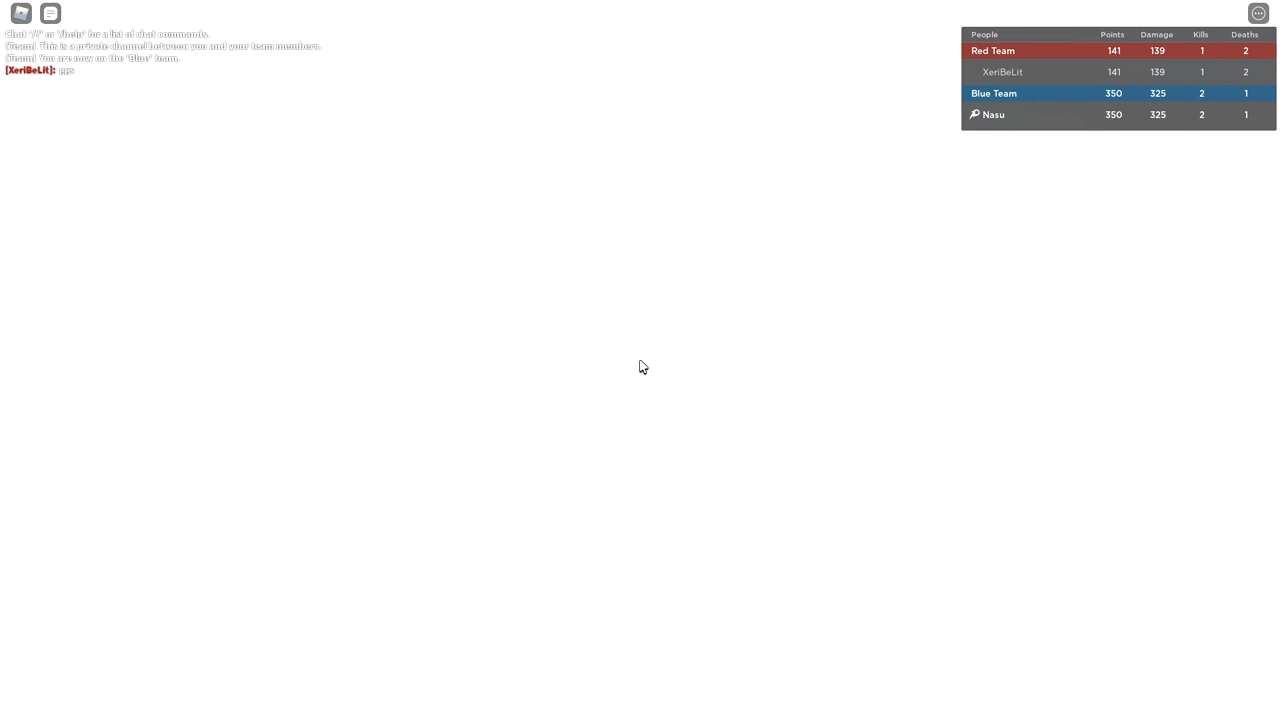 Chat '/?' or '/help' for a list of chat commands.
{Team} This is a private channel between you and your team members.
{Team} You are now on the 'Blue' team.
[XeriBeLit]: ggs
People Points Damage Kills Deaths
Red Team 141 139 1 2
XeriBeLit 141 139 1 2
Blue Team 350 325 2 1
Nasu 350 325 2 1